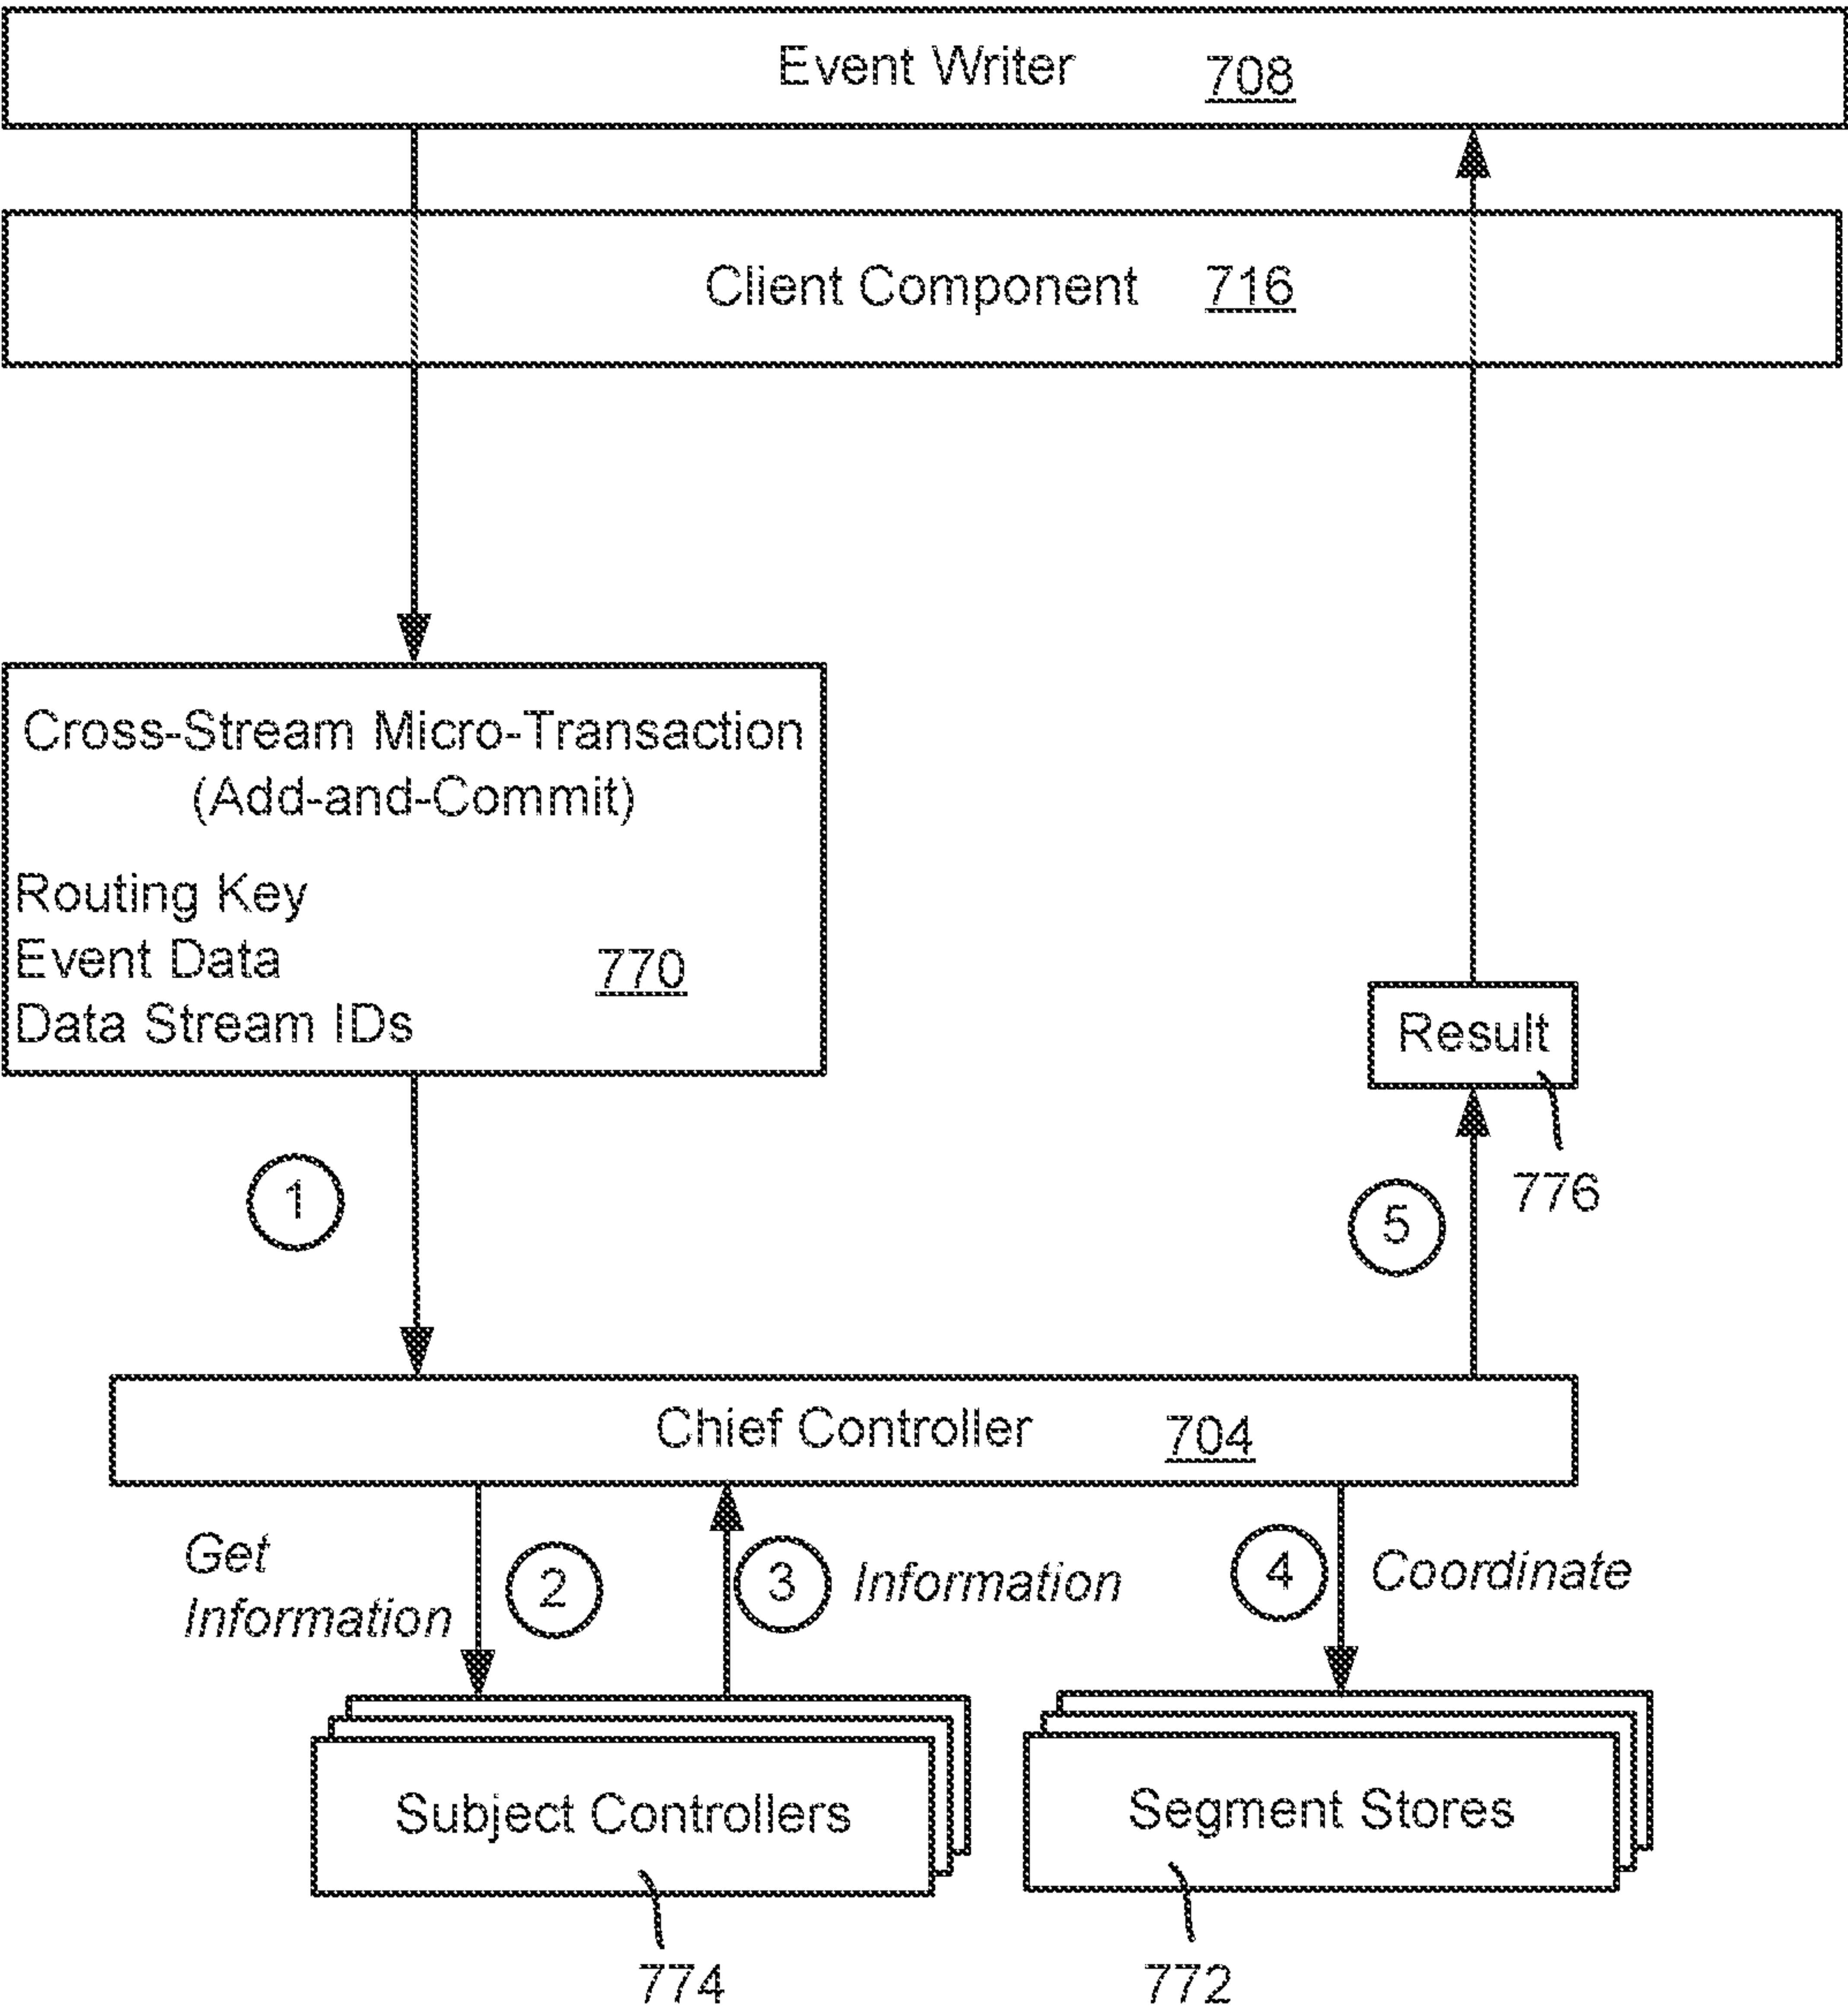 Event Writer 708
Client Component 716
Cross-Stream Micro-Transaction
(Add-and-Commit)
Routing Key
Event Data
Data Stream IDs
770
Result
776
1
5
Chief Controller 704
Get
Information
2
3
Information
4
Coordinate
Subject Controllers
Segment Stores
774
772